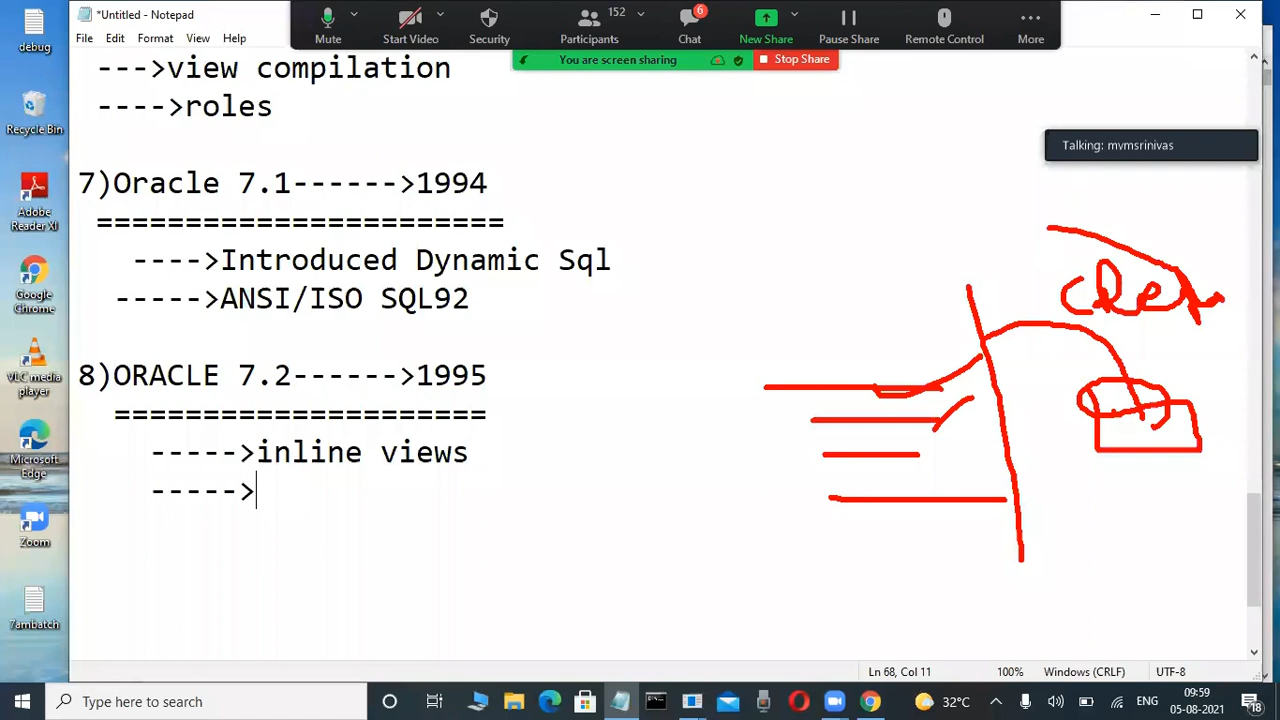 *Untitled - Notepad
File Edit Format View Help
Mute
Start Video
Security
152
Participants
6
Chat
New Share
Pause Share
Remote Control
More
You are screen sharing
Stop Share
Talking: mvmsrinivas
--->view compilation
---->roles
7)Oracle 7.1------>1994
=======================
---->Introduced Dynamic Sql
----->ANSI/ISO SQL92
8)ORACLE 7.2------>1995
=====================
----->inline views
----->
debug
Recycle Bin
Adobe
Reader XI
Google
Chrome
VLC media
player
Microsoft
Edge
Zoom
7ambatch
Ln 68, Col 11
100%
Windows (CRLF)
UTF-8
Type here to search
32°C
ENG
09:59
05-08-2021
18